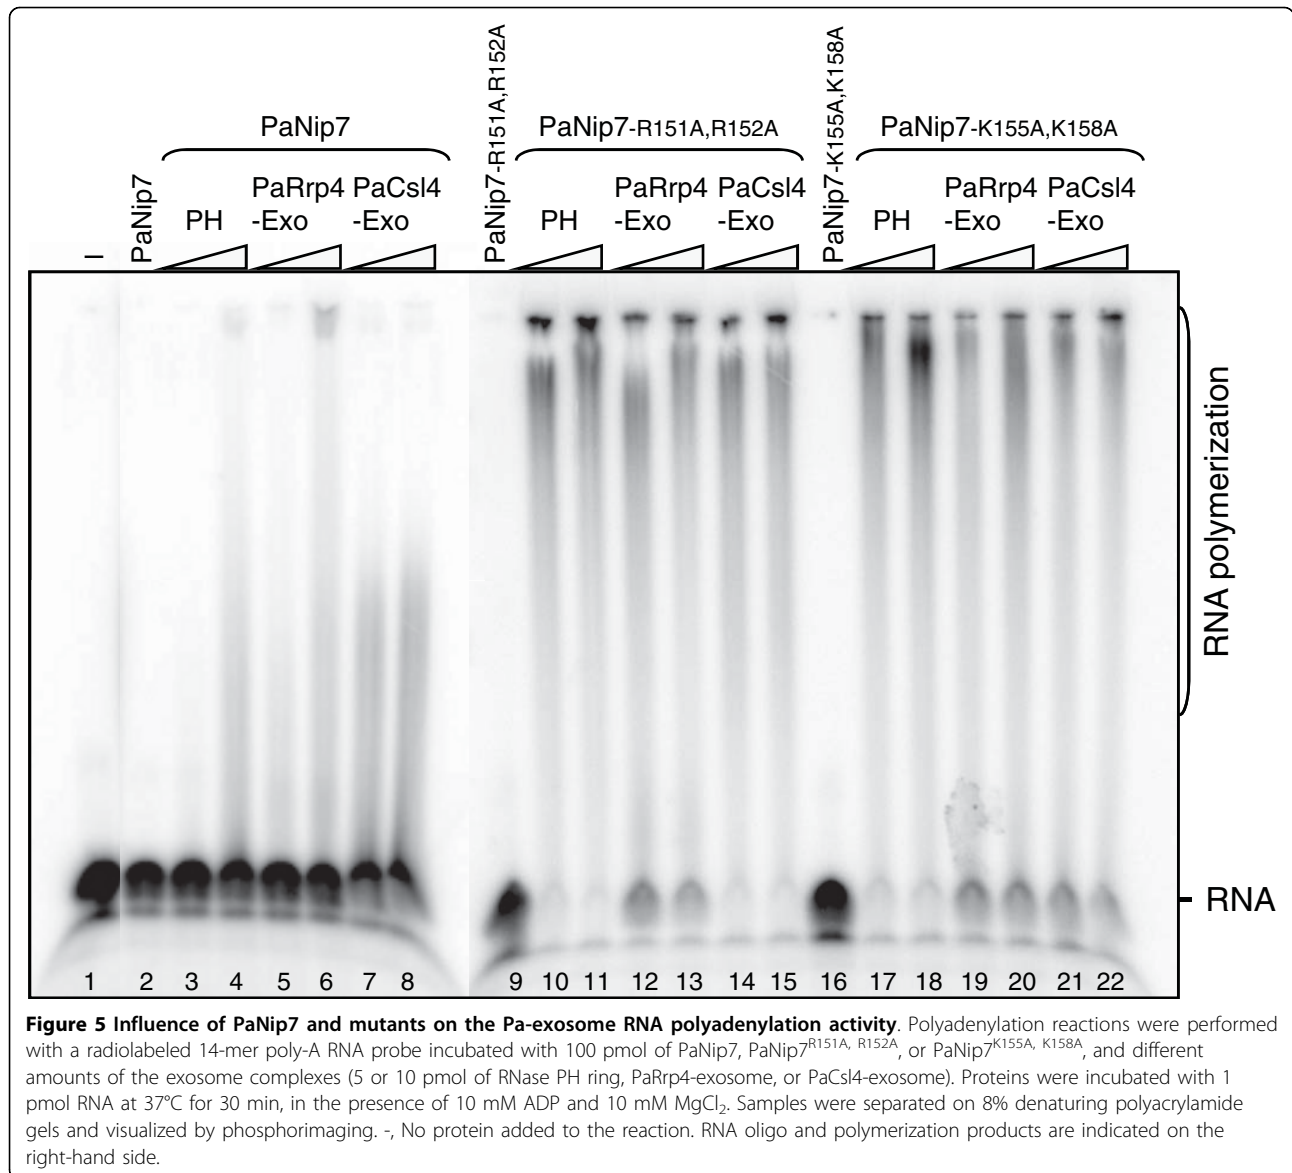 PaNip7
PaNip7-R151A,R152A
PaNip7-K155A,K158A
–
PaNip7
PH
PaRrp4
-Exo
PaCsl4
-Exo
PaNip7-R151A,R152A
PH
PaRrp4
-Exo
PaCsl4
-Exo
PaNip7-K155A,K158A
PH
PaRrp4
-Exo
PaCsl4
-Exo
RNA polymerization
RNA
1 2 3 4 5 6 7 8 9 10 11 12 13 14 15 16 17 18 19 20 21 22
Figure 5 Influence of PaNip7 and mutants on the Pa-exosome RNA polyadenylation activity. Polyadenylation reactions were performed
with a radiolabeled 14-mer poly-A RNA probe incubated with 100 pmol of PaNip7, PaNip7R151A, R152A, or PaNip7K155A, K158A, and different
amounts of the exosome complexes (5 or 10 pmol of RNase PH ring, PaRrp4-exosome, or PaCsl4-exosome). Proteins were incubated with 1
pmol RNA at 37°C for 30 min, in the presence of 10 mM ADP and 10 mM MgCl2. Samples were separated on 8% denaturing polyacrylamide
gels and visualized by phosphorimaging. -, No protein added to the reaction. RNA oligo and polymerization products are indicated on the
right-hand side.